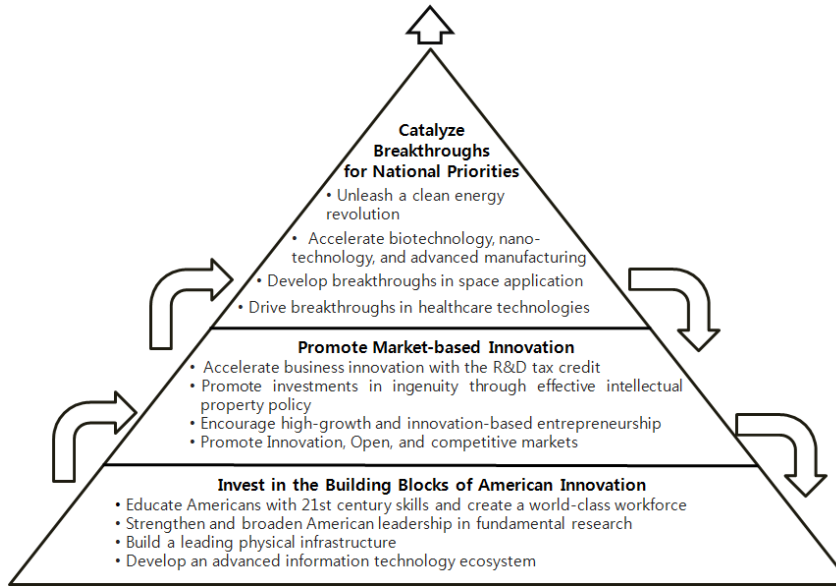 Catalyze
Breakthroughs
for National Priorities
• Unleash a clean energy
revolution
• Accelerate biotechnology, nano-
technology, and advanced manufacturing
• Develop breakthroughs in space application
• Drive breakthroughs in healthcare technologies
Promote Market-based Innovation
• Accelerate business innovation with the R&D tax credit
• Promote investments in ingenuity through effective intellectual
property policy
• Encourage high-growth and innovation-based entrepreneurship
• Promote Innovation, Open, and competitive markets
Invest in the Building Blocks of American Innovation
• Educate Americans with 21st century skills and create a world-class workforce
• Strengthen and broaden American leadership in fundamental research
• Build a leading physical infrastructure
• Develop an advanced information technology ecosystem